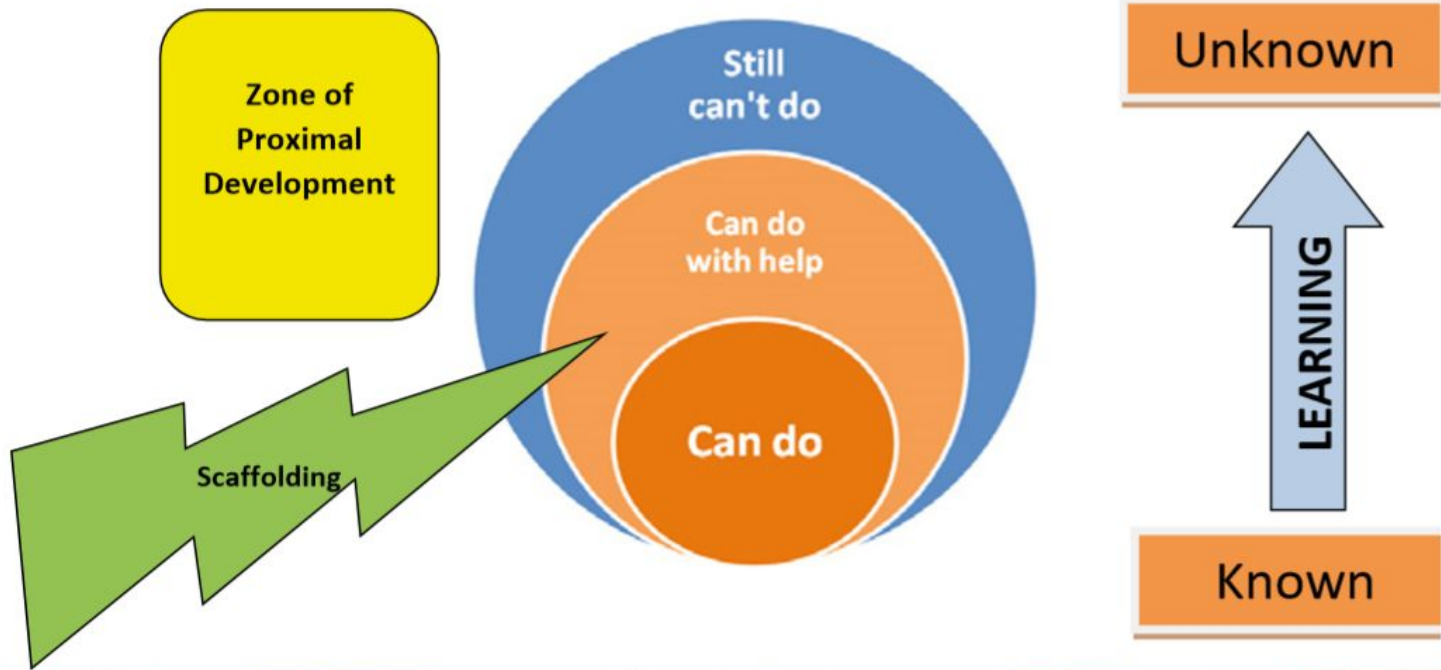 Zone of
Proximal
Development
Still
can't do
Can do
with help
Can do
Scaffolding
Unknown
LEARNING
Known